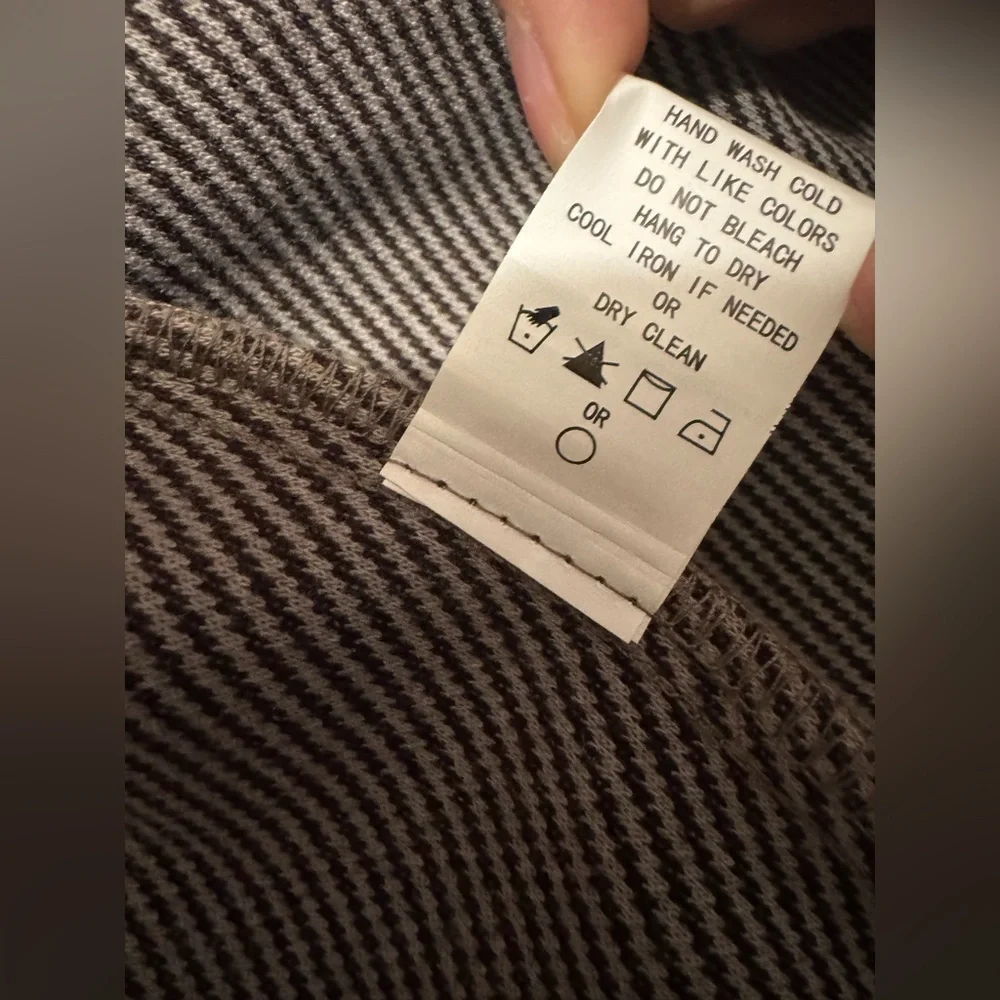 HAND WASH COLD
WITH LIKE COLORS
DO NOT BLEACH
HANG TO DRY
COOL IRON IF NEEDED
OR
DRY CLEAN
OR